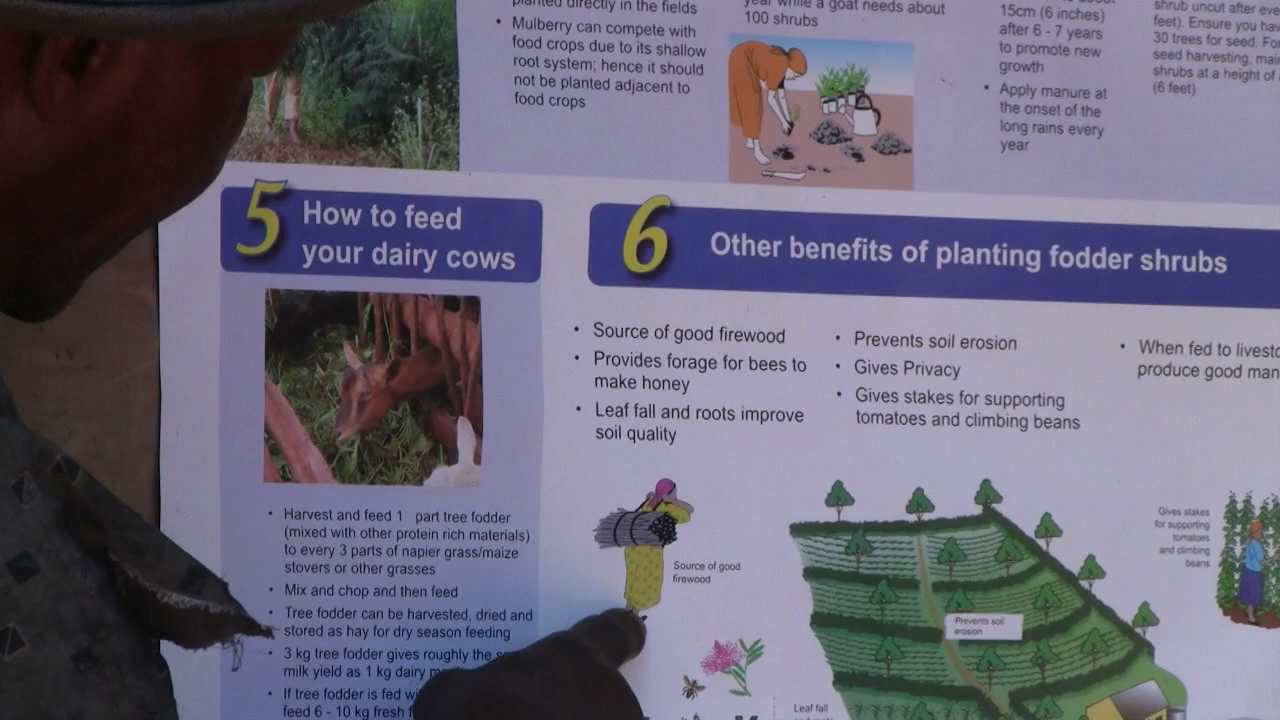 planted directly in the fields
• Mulberry can compete with
food crops due to its shallow
root system; hence it should
not be planted adjacent to
food crops
year while a goat needs about
100 shrubs
15cm (6 inches)
after 6 - 7 years
to promote new
growth
• Apply manure at
the onset of the
long rains every
year
shrub uncut after
feet). Ensure you
30 trees for seed.
seed harvesting,
shrubs at a height of
(6 feet)
5 How to feed
your dairy cows
• Harvest and feed 1 part tree fodder
(mixed with other protein rich materials)
to every 3 parts of napier grass/maize
stovers or other grasses
• Mix and chop and then feed
• Tree fodder can be harvested, dried and
stored as hay for dry season feeding
• 3 kg tree fodder gives roughly the
milk yield as 1 kg dairy
• If tree fodder is fed
feed 6 - 10 kg fresh
6 Other benefits of planting fodder shrubs
• Source of good firewood
• Provides forage for bees to
make honey
• Leaf fall and roots improve
soil quality
• Prevents soil erosion
• Gives Privacy
• Gives stakes for supporting
tomatoes and climbing beans
• When fed to
produce good
Source of good
firewood
Prevents soil
erosion
Gives stakes
for supporting
tomatoes
and climbing
beans
Leaf fall